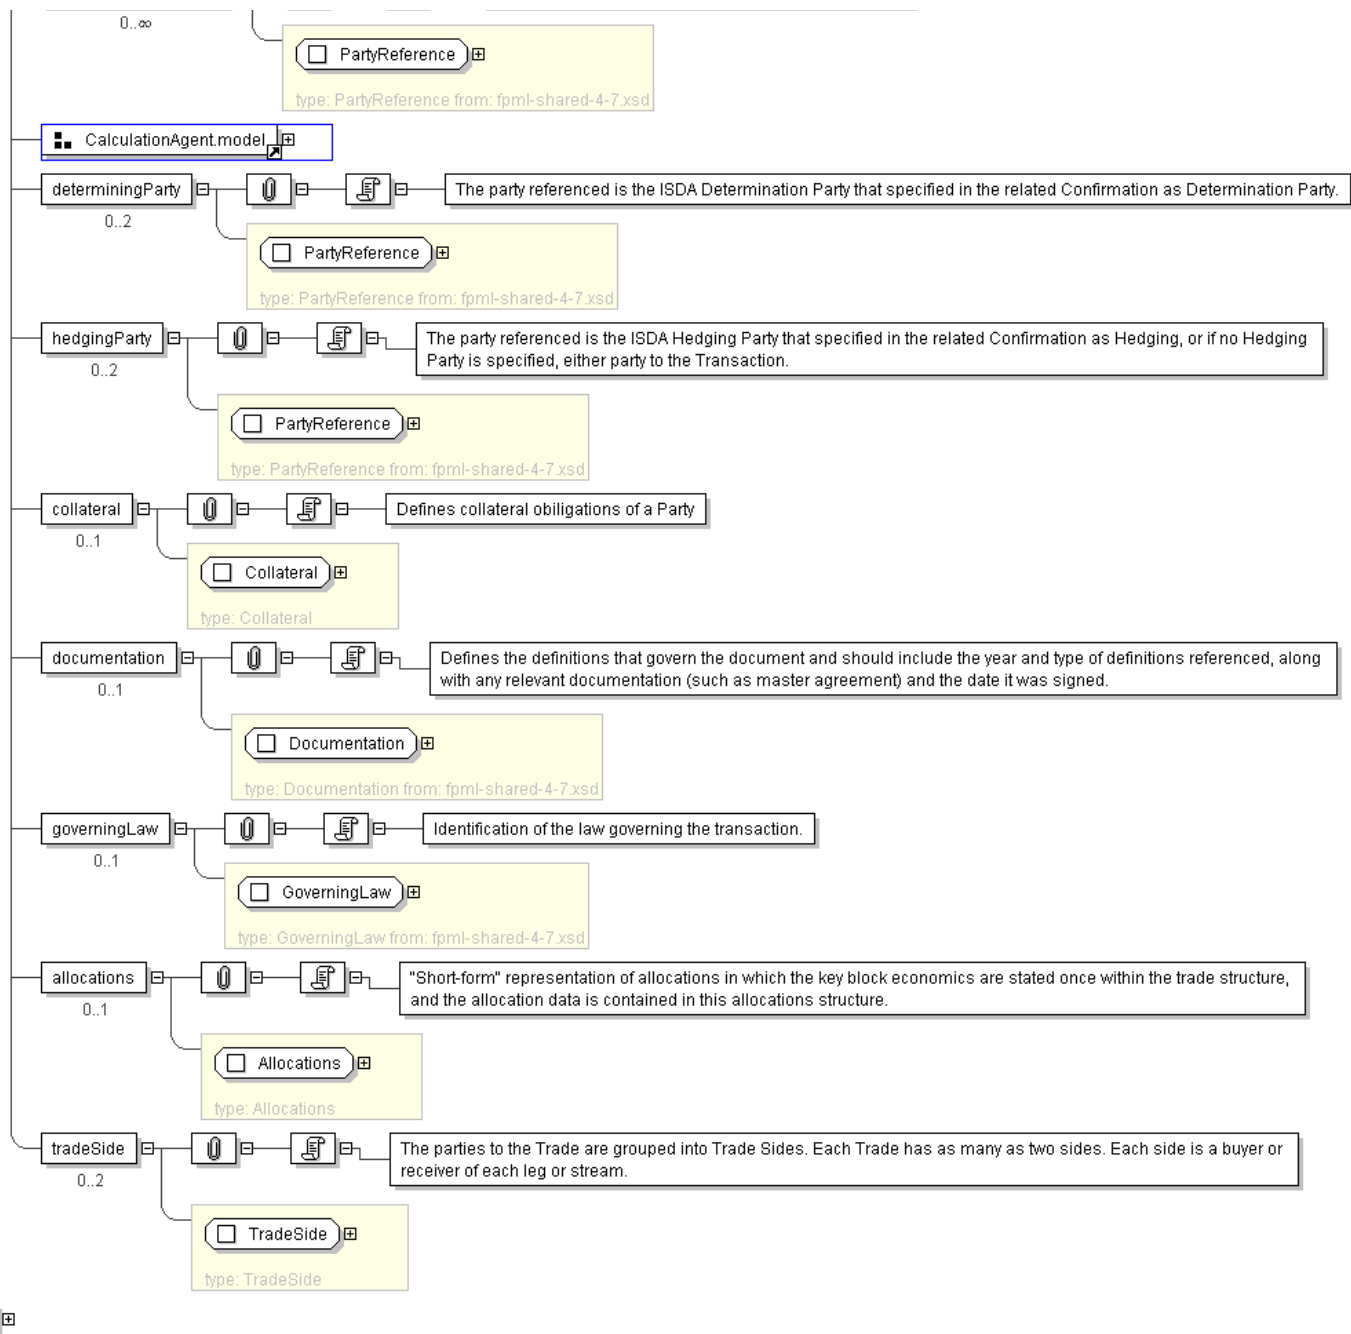 0..∞
PartyReference
type: PartyReference from: fpml-shared-4-7.xsd
CalculationAgent.model
determiningParty
The party referenced is the ISDA Determination Party that specified in the related Confirmation as Determination Party.
0..2
PartyReference
type: PartyReference from: fpml-shared-4-7.xsd
hedgingParty
The party referenced is the ISDA Hedging Party that specified in the related Confirmation as Hedging, or if no Hedging
Party is specified, either party to the Transaction.
0..2
PartyReference
type: PartyReference from: fpml-shared-4-7.xsd
collateral
Defines collateral obiligations of a Party
0..1
Collateral
type: Collateral
documentation
Defines the definitions that govern the document and should include the year and type of definitions referenced, along
with any relevant documentation (such as master agreement) and the date it was signed.
0..1
Documentation
type: Documentation from: fpml-shared-4-7.xsd
governingLaw
Identification of the law governing the transaction.
0..1
GoverningLaw
type: GoverningLaw from: fpml-shared-4-7.xsd
allocations
"Short-form" representation of allocations in which the key block economics are stated once within the trade structure,
and the allocation data is contained in this allocations structure.
0..1
Allocations
type: Allocations
tradeSide
The parties to the Trade are grouped into Trade Sides. Each Trade has as many as two sides. Each side is a buyer or
receiver of each leg or stream.
0..2
TradeSide
type: TradeSide